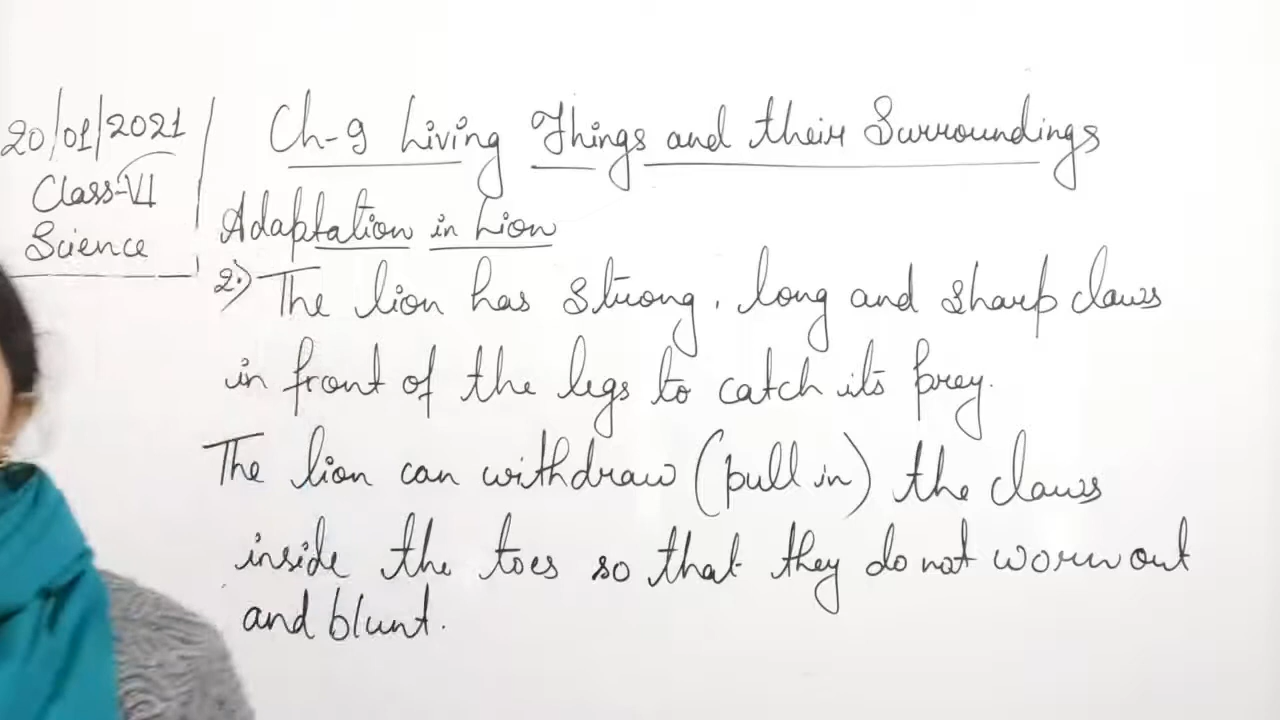 20/01/2021
Class-VI
Science
Ch-9 Living Things and their Surroundings
Adaptation in Lion
2.) The lion has strong, long and sharp claws
in front of the legs to catch its prey.
The lion can withdraw (pull in) the claws
inside the toes so that they do not worn out
and blunt.